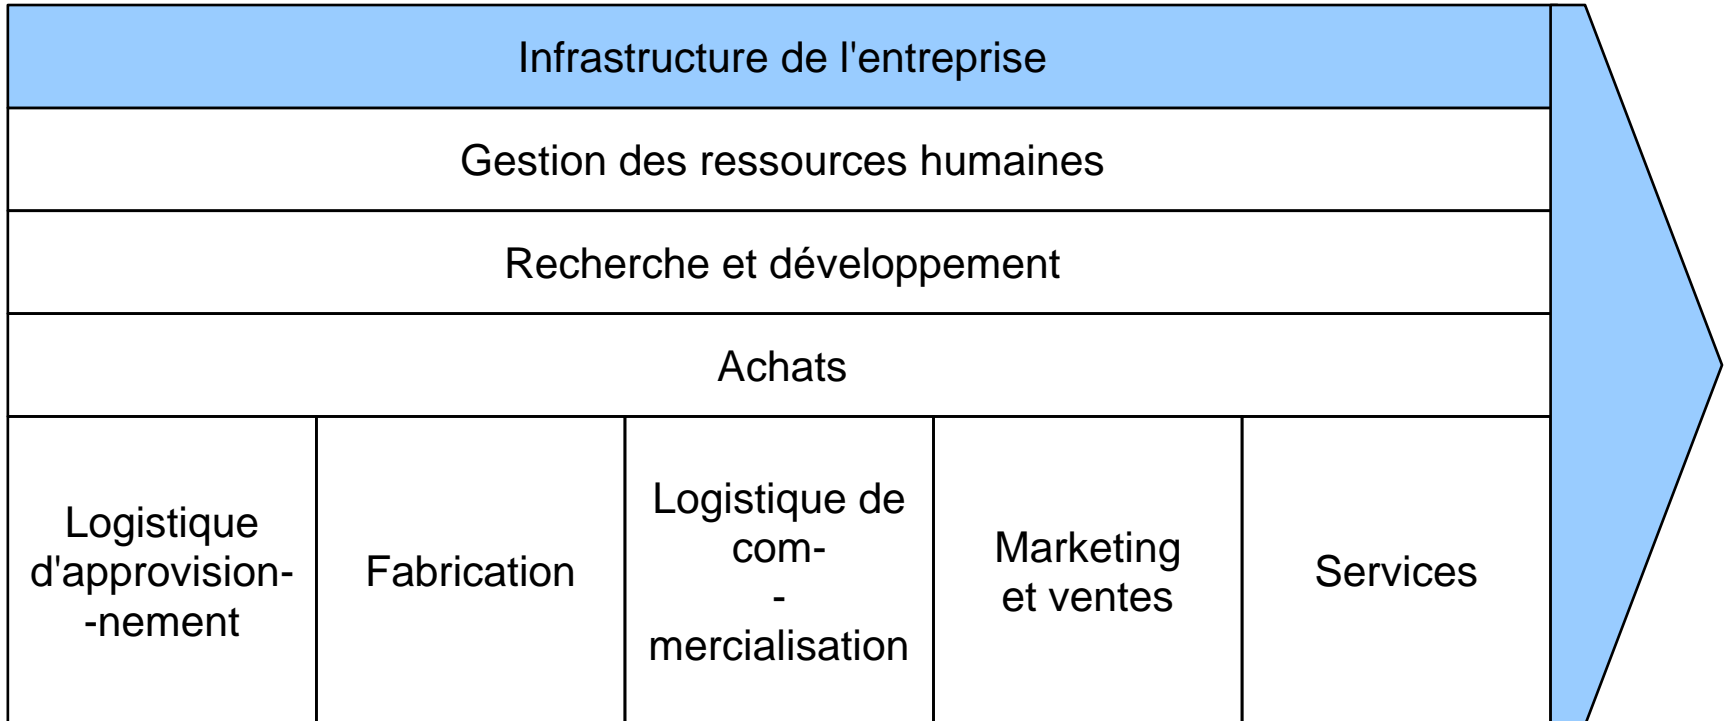 Infrastructure de l'entreprise
Gestion des ressources humaines
Recherche et développement
Achats
Logistique
d'approvision-
-nement
Fabrication
Logistique de
com-
-
mercialisation
Marketing
et ventes
Services